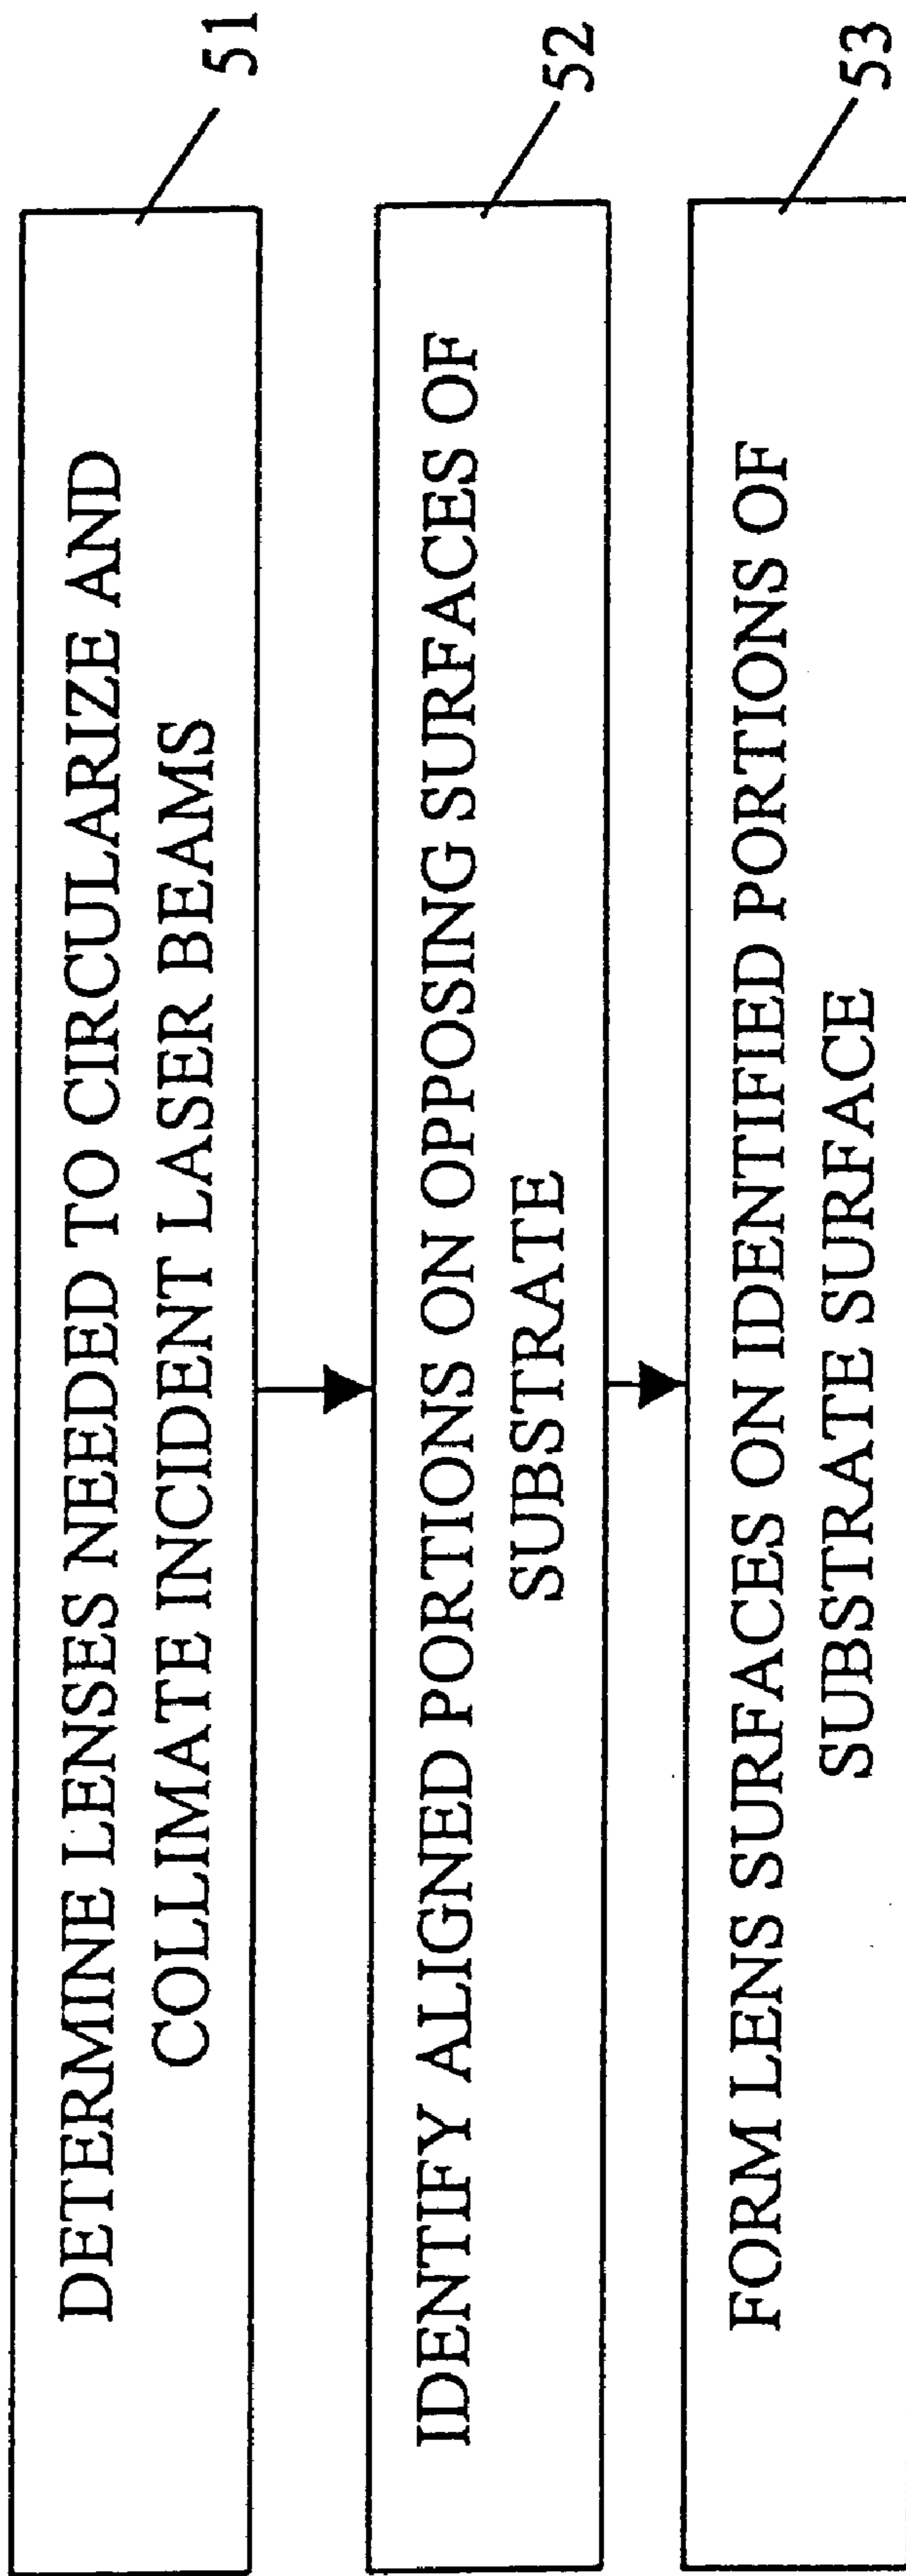 DETERMINE LENSES NEEDED TO CIRCULARIZE AND
COLLIMATE INCIDENT LASER BEAMS
51
IDENTIFY ALIGNED PORTIONS ON OPPOSING SURFACES OF
SUBSTRATE
52
FORM LENS SURFACES ON IDENTIFIED PORTIONS OF
SUBSTRATE SURFACE
53